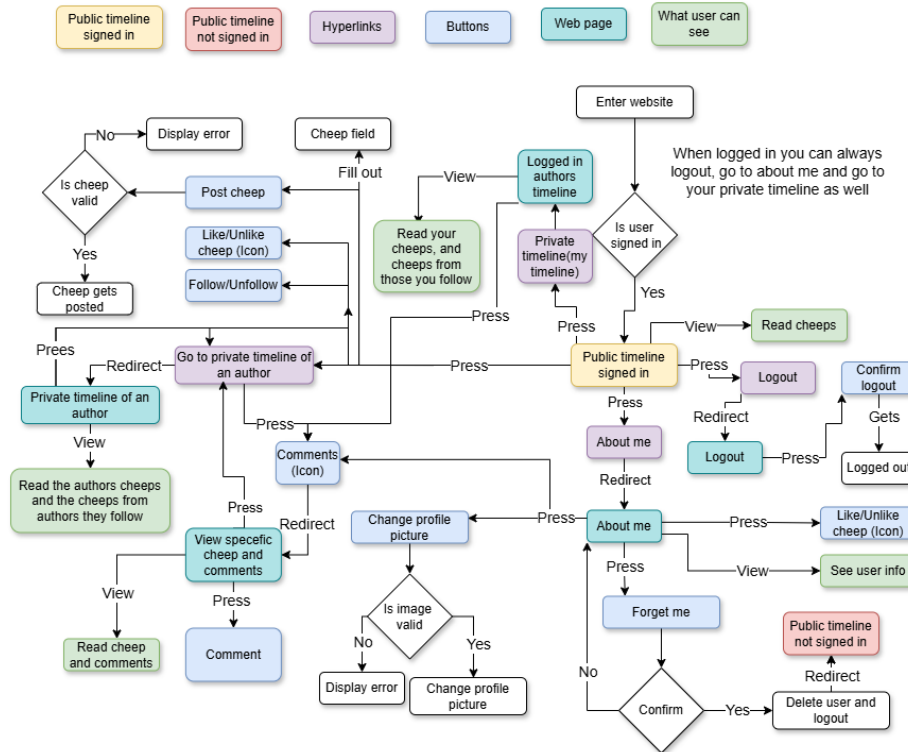 Public timeline
signed in
Public timeline
not signed in
Hyperlinks
Buttons
Web page
What user can
see
Enter website
No
Display error
Cheep field
Fill out
Logged in
authors
timeline
View
When logged in you can always
logout, go to about me and go to
your private timeline as well
Is cheep
valid
Post cheep
Like/Unlike
cheep (Icon)
Read your
cheeps, and
cheeps from
those you follow
Private
timeline(my
timeline)
Is user
signed in
Yes
Cheep gets
posted
Follow/Unfollow
Press
Press
Yes
View
Read cheeps
Prees
Redirect
Go to private timeline of
an author
Press
Public timeline
signed in
Press
Logout
Confirm
logout
Private timeline of an
author
Press
Press
Redirect
Gets
View
Comments
(Icon)
About me
Logout
Press
Logged out
Read the authors cheeps
and the cheeps from
authors they follow
Press
Redirect
Redirect
View specefic
cheep and
comments
Change profile
picture
Press
About me
Press
Like/Unlike
cheep (Icon)
View
Press
Press
View
See user info
Is image
valid
Forget me
Read cheep
and comments
Comment
No
Yes
No
Public timeline
not signed in
Redirect
Display error
Change profile
picture
Confirm
Yes
Delete user and
logout